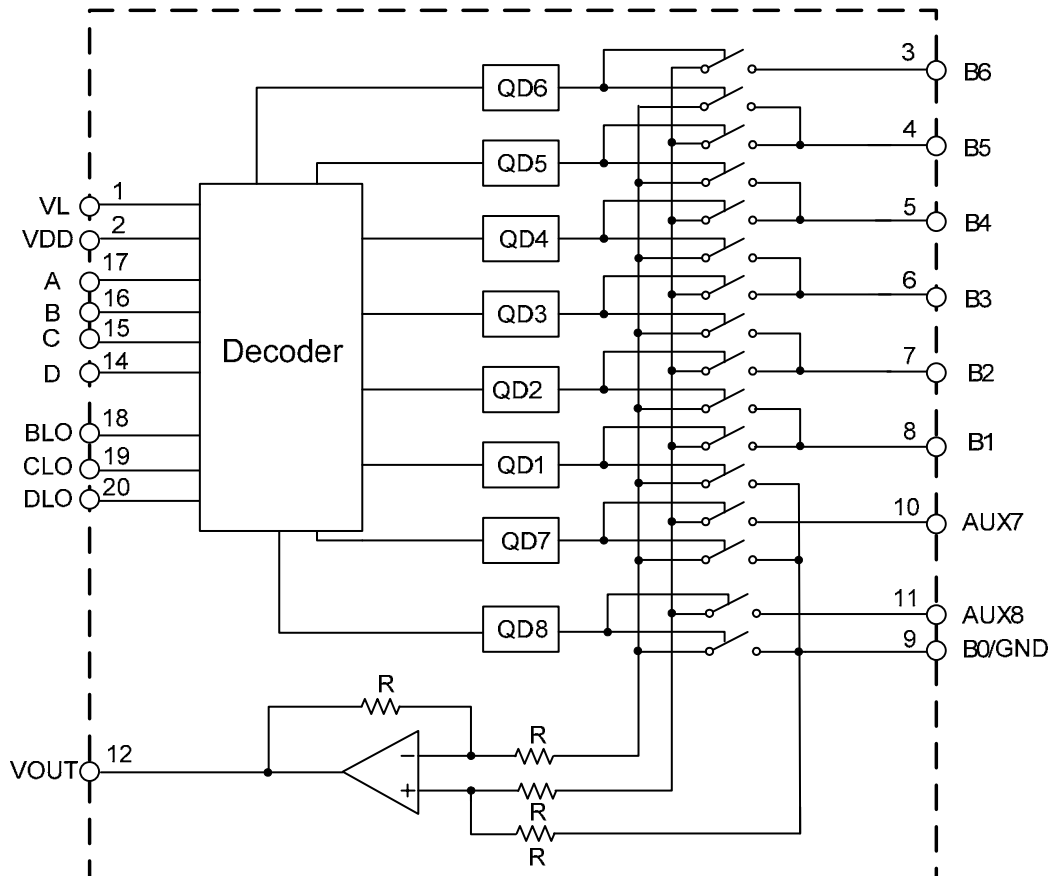 QD6
3
B6
QD5
4
B5
VL
1
VDD
2
QD4
5
B4
A
17
B
16
QD3
6
B3
C
15
Decoder
D
14
QD2
7
B2
BLO
18
CLO
19
QD1
8
B1
DLO
20
QD7
10
AUX7
QD8
11
AUX8
9
B0/GND
R
R
VOUT
12
−
+
R
R